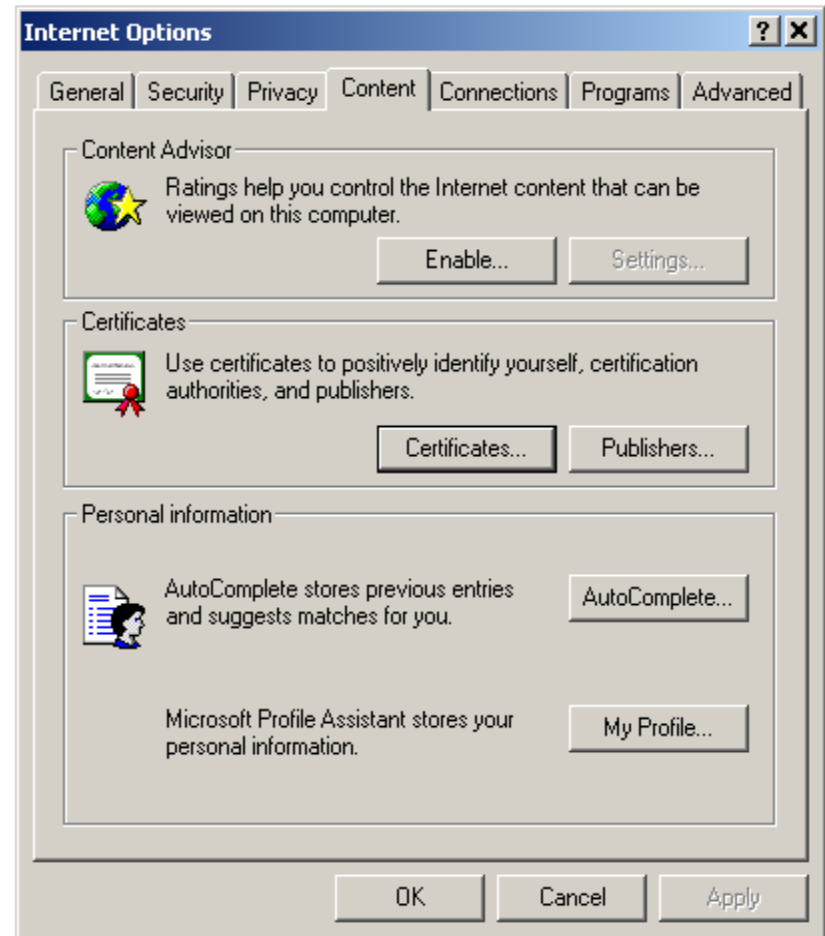 Internet Options
General Security Privacy Content Connections Programs Advanced
Content Advisor
Ratings help you control the Internet content that can be
viewed on this computer.
Enable... Settings...
Certificates
Use certificates to positively identify yourself, certification
authorities, and publishers.
Certificates... Publishers...
Personal information
AutoComplete stores previous entries
and suggests matches for you.
AutoComplete...
Microsoft Profile Assistant stores your
personal information.
My Profile...
OK Cancel Apply